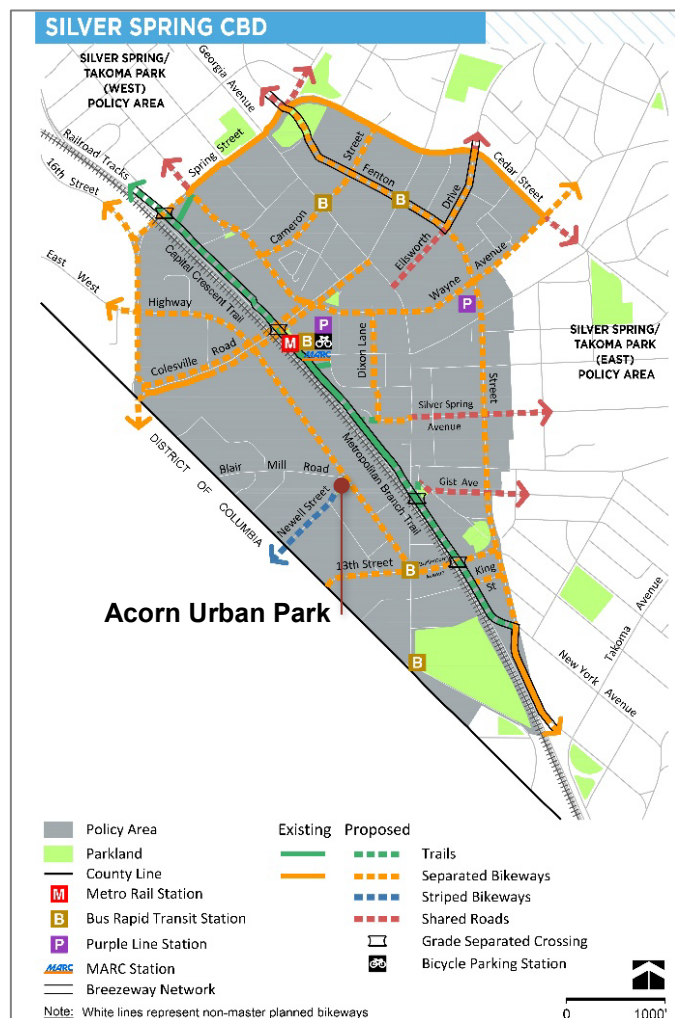 SILVER SPRING CBD
SILVER SPRING/
TAKOMA PARK
(WEST)
POLICY AREA
Georgia Avenue
Railroad Tracks
16th Street
Spring Street
Street
Fenton
Cedar Street
Cameron
B
B
Drive
Ellsworth
East West
Capital Crescent Trail
Wayne Avenue
Highway
P
P
SILVER SPRING/
TAKOMA PARK
(EAST)
POLICY AREA
M
B
MARC
Colesville Road
Dixon Lane
Street
Silver Spring
Avenue
DISTRICT OF COLUMBIA
Blair Mill Road
Metropolitan Branch Trail
Gist Ave
Newell Street
13th Street
B
King
St
Acorn Urban Park
Takoma Avenue
B
New York Avenue
Policy Area
Existing Proposed
Parkland
Trails
County Line
Separated Bikeways
M Metro Rail Station
Striped Bikeways
B Bus Rapid Transit Station
Shared Roads
P Purple Line Station
Grade Separated Crossing
MARC MARC Station
Bicycle Parking Station
Breezeway Network
Note: White lines represent non-master planned bikeways
0 1000'